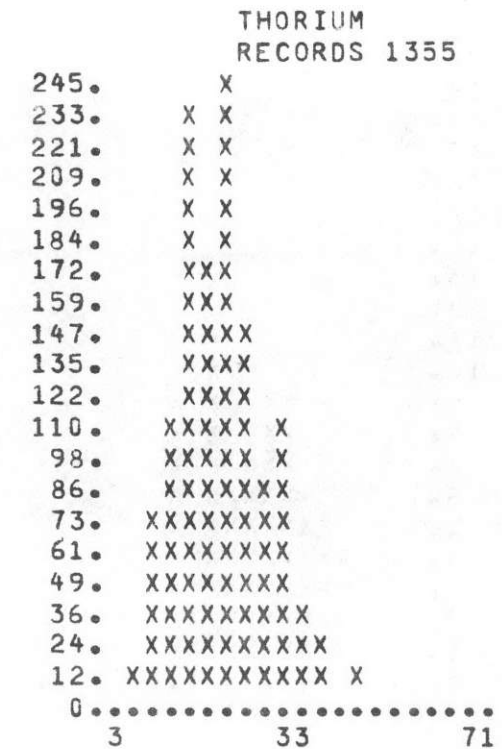 THORIUM
RECORDS 1355
245. X
233. X X
221. X X
209. X X
196. X X
184. X X
172. XXX
159. XXX
147. XXXX
135. XXXX
122. XXXX
110. XXXXX X
98. XXXXX X
86. XXXXXXX
73. XXXXXXXX
61. XXXXXXXX
49. XXXXXXXX
36. XXXXXXXXX
24. XXXXXXXXXX
12. XXXXXXXXXXX X
0......................
3 33 71